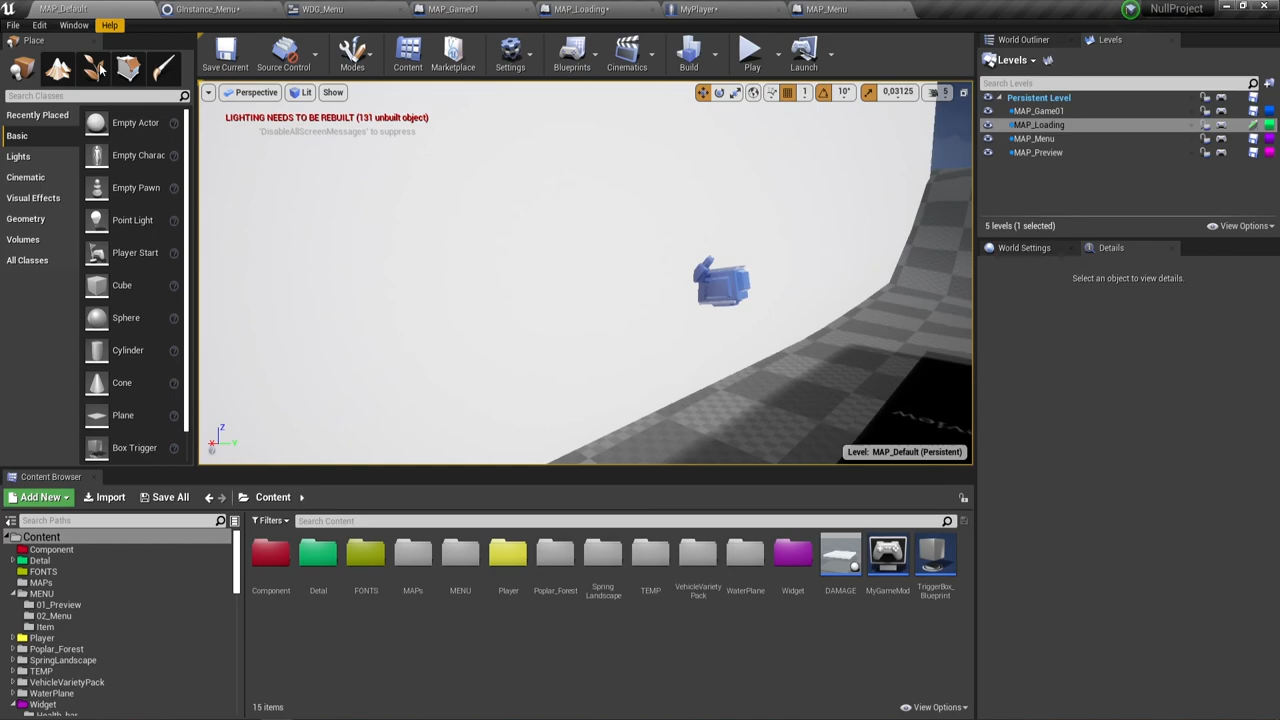 MAP_Default
GInstance_Menu*
WDG_Menu
MAP_Game01
MAP_Loading*
MyPlayer*
MAP_Menu
NullProject
File
Edit
Window
Help
Place
World Outliner
Levels
Save Current
Source Control
Modes
Content
Marketplace
Settings
Blueprints
Cinematics
Build
Play
Launch
Levels
Search Classes
Search Levels
Perspective
Lit
Show
1
10°
0,03125
5
Recently Placed
Basic
Lights
Cinematic
Visual Effects
Geometry
Volumes
All Classes
Empty Actor
Empty Charac
Empty Pawn
Point Light
Player Start
Cube
Sphere
Cylinder
Cone
Plane
Box Trigger
LIGHTING NEEDS TO BE REBUILT (131 unbuilt object)
'DisableAllScreenMessages' to suppress
Z
Y
X
Level: MAP_Default (Persistent)
Persistent Level
MAP_Game01
MAP_Loading
MAP_Menu
MAP_Preview
5 levels (1 selected)
View Options
World Settings
Details
Select an object to view details.
Content Browser
Add New
Import
Save All
Content
Search Paths
Filters
Search Content
Content
Component
Detal
FONTS
MAPs
MENU
01_Preview
02_Menu
Item
Player
Poplar_Forest
SpringLandscape
TEMP
VehicleVarietyPack
WaterPlane
Widget
Health_bar
Component
Detal
FONTS
MAPs
MENU
Player
Poplar_Forest
Spring
Landscape
TEMP
VehicleVariety
Pack
WaterPlane
Widget
DAMAGE
MyGameMod
TriggerBox_
Blueprint
15 items
View Options